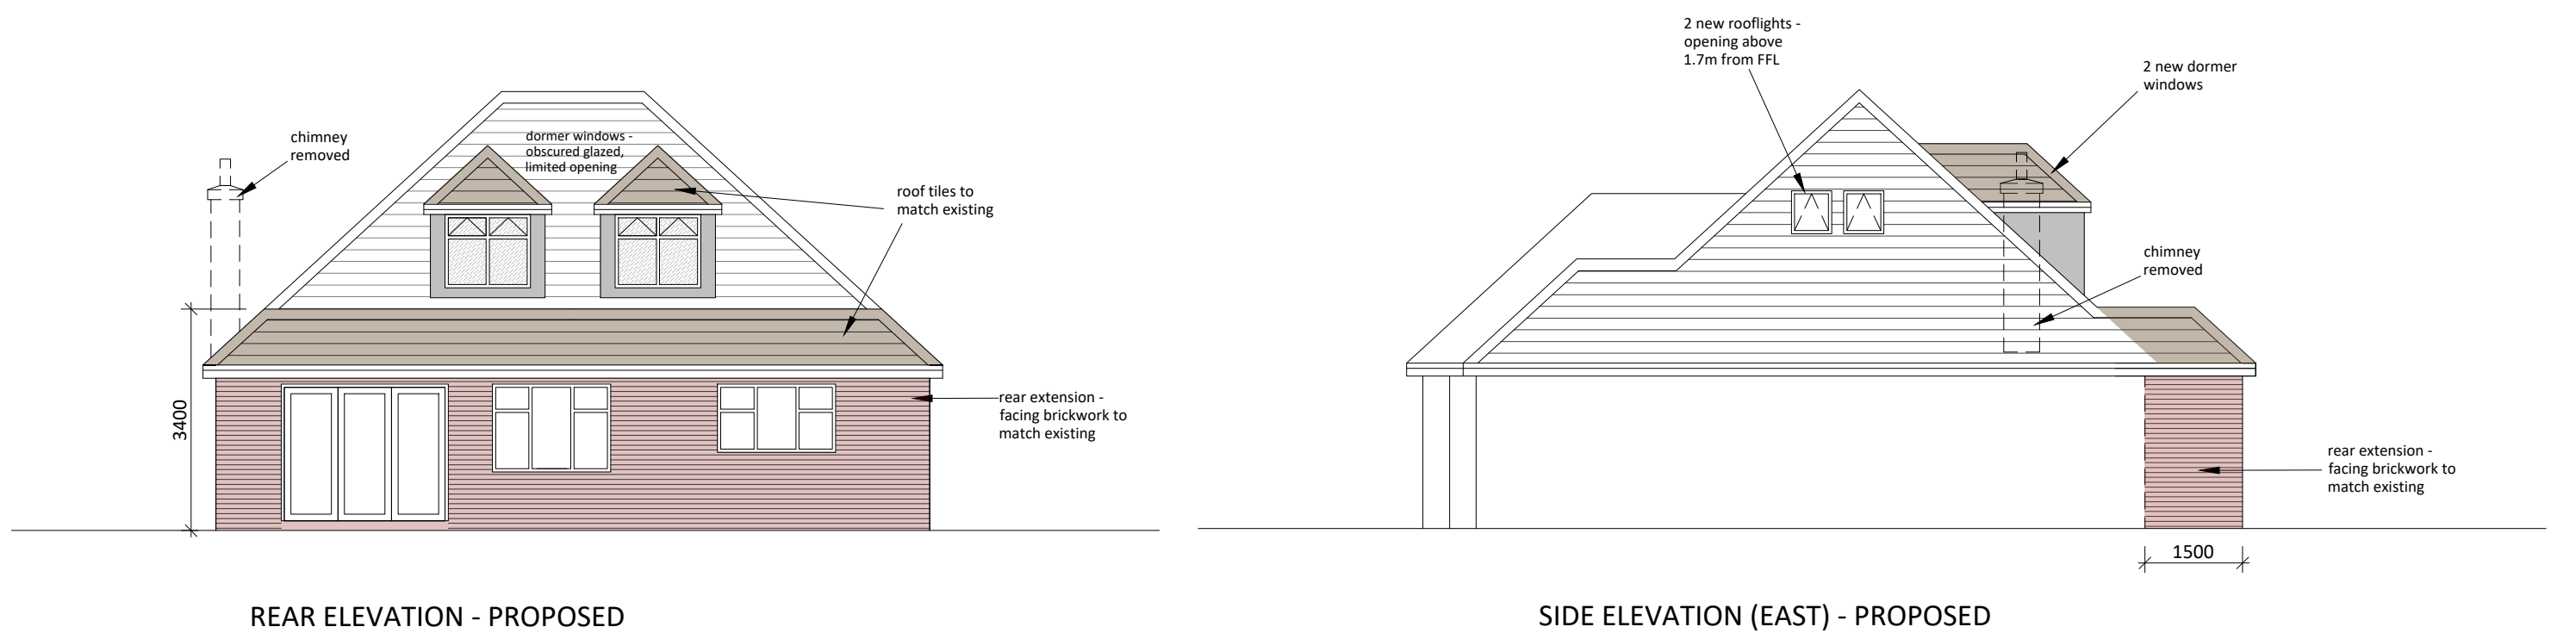 chimney
removed
dormer windows -
obscured glazed,
limited opening
roof tiles to
match existing
3400
rear extension -
facing brickwork to
match existing
REAR ELEVATION - PROPOSED
2 new rooflights -
opening above
1.7m from FFL
2 new dormer
windows
chimney
removed
rear extension -
facing brickwork to
match existing
1500
SIDE ELEVATION (EAST) - PROPOSED